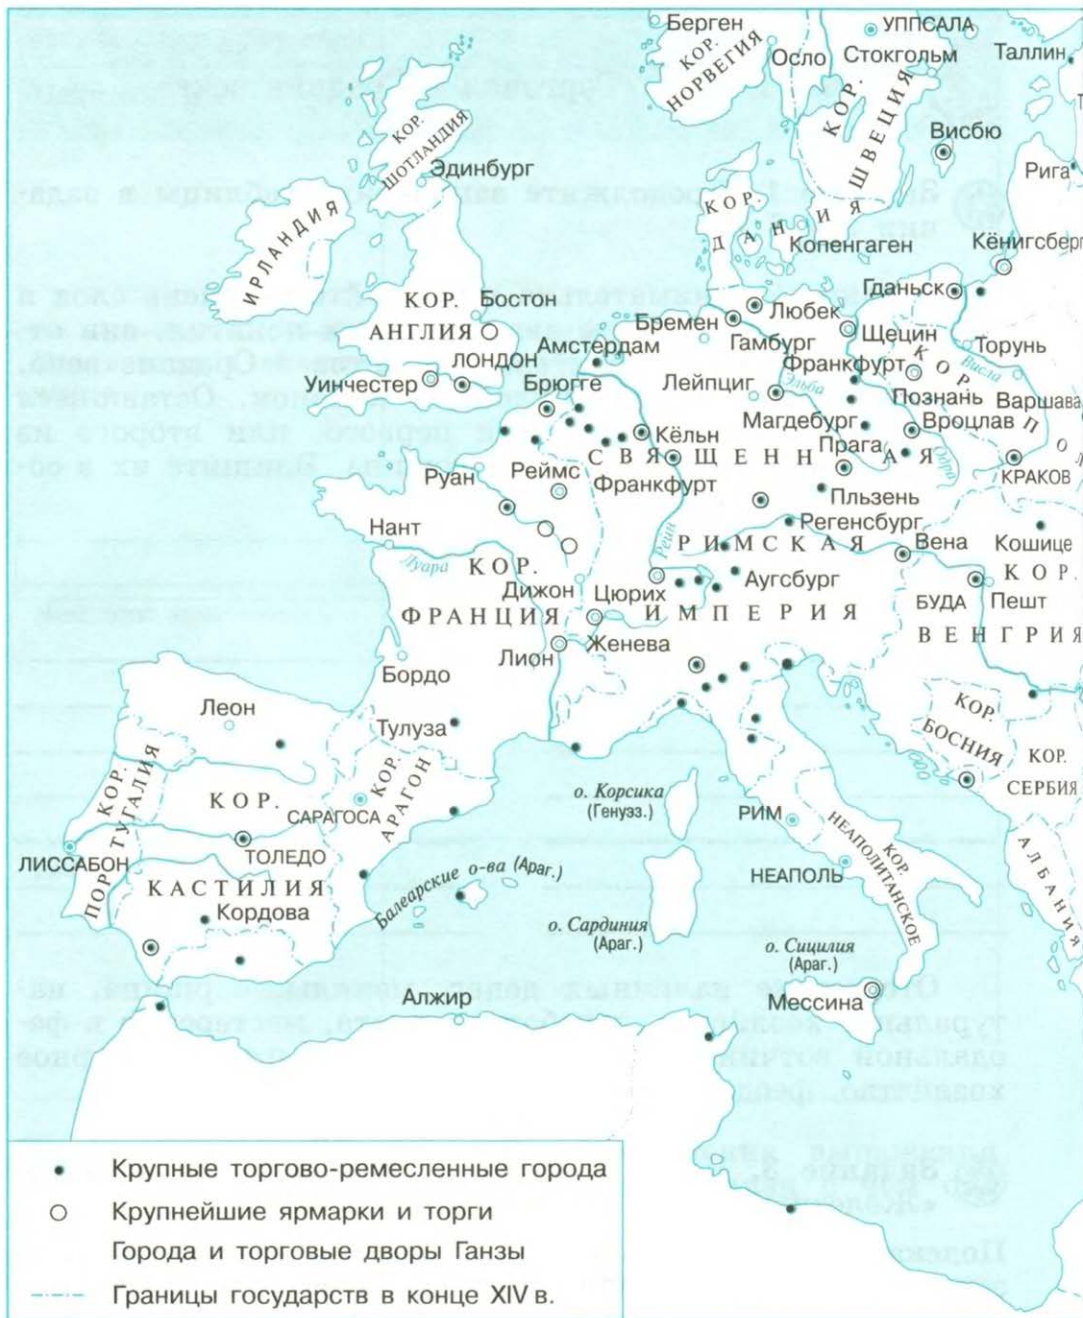 Берген
КОР. НОРВЕГИЯ
Осло
УППСАЛА
Стокгольм
Таллин
КОР. ШВЕЦИЯ
КОР. ШОТЛАНДИЯ
Эдинбург
Висбю
Рига
ИРЛАНДИЯ
КОР. ДАНИЯ
Копенгаген
Кёнигсберг
КОР. АНГЛИЯ
Бостон
Гданьск
Бремен
Любек
Гамбург
Щецин
Торунь
Амстердам
ЛОНДОН
Уинчестер
Брюгге
Лейпциг
Эльба
Франкфурт
КОР. ПОЛ
Висла
Познань
Варшава
Магдебург
Вроцлав
Кёльн
Прага
Одра
СВЯЩЕННАЯ
КРАКОВ
Руан
Реймс
Франкфурт
Пльзень
Регенсбург
Нант
Рейн
РИМСКАЯ
Вена
Кошице
Луара
КОР.
ФРАНЦИЯ
Дижон
Цюрих
Аугсбург
КОР.
ИМПЕРИЯ
БУДА
Пешт
ВЕНГРИЯ
Лион
Женева
Бордо
Леон
Тулуза
КОР. БОСНИЯ
КОР.
СЕРБИЯ
КОР. ПОРТУГАЛИЯ
КОР.
КОР. АРАГОН
САРАГОСА
о. Корсика
(Генуэз.)
РИМ
КОР. НЕАПОЛИТАНСКОЕ
АЛБАНИЯ
ЛИССАБОН
ТОЛЕДО
КАСТИЛИЯ
Кордова
Балеарские о-ва (Араг.)
НЕАПОЛЬ
о. Сардиния
(Араг.)
о. Сицилия
(Араг.)
Мессина
Алжир
Крупные торгово-ремесленные города
Крупнейшие ярмарки и торги
Города и торговые дворы Ганзы
Границы государств в конце XIV в.